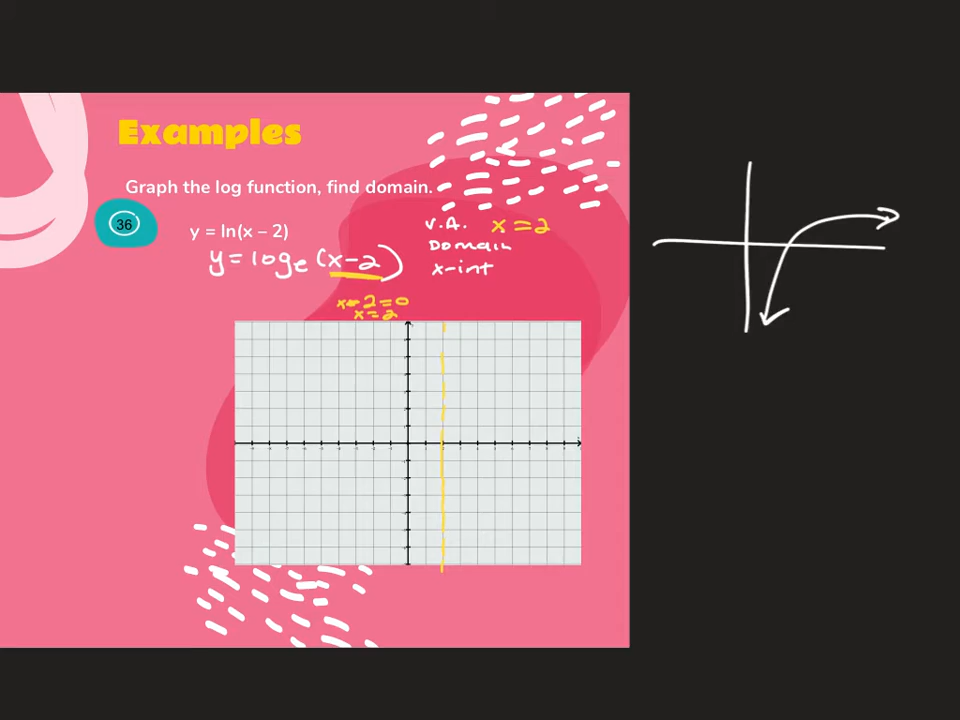 Examples
Graph the log function, find domain.
36
y = ln(x – 2)
y = logₑ (x-2)
V.A. x = 2
Domain
x-int
x-2=0
x=2